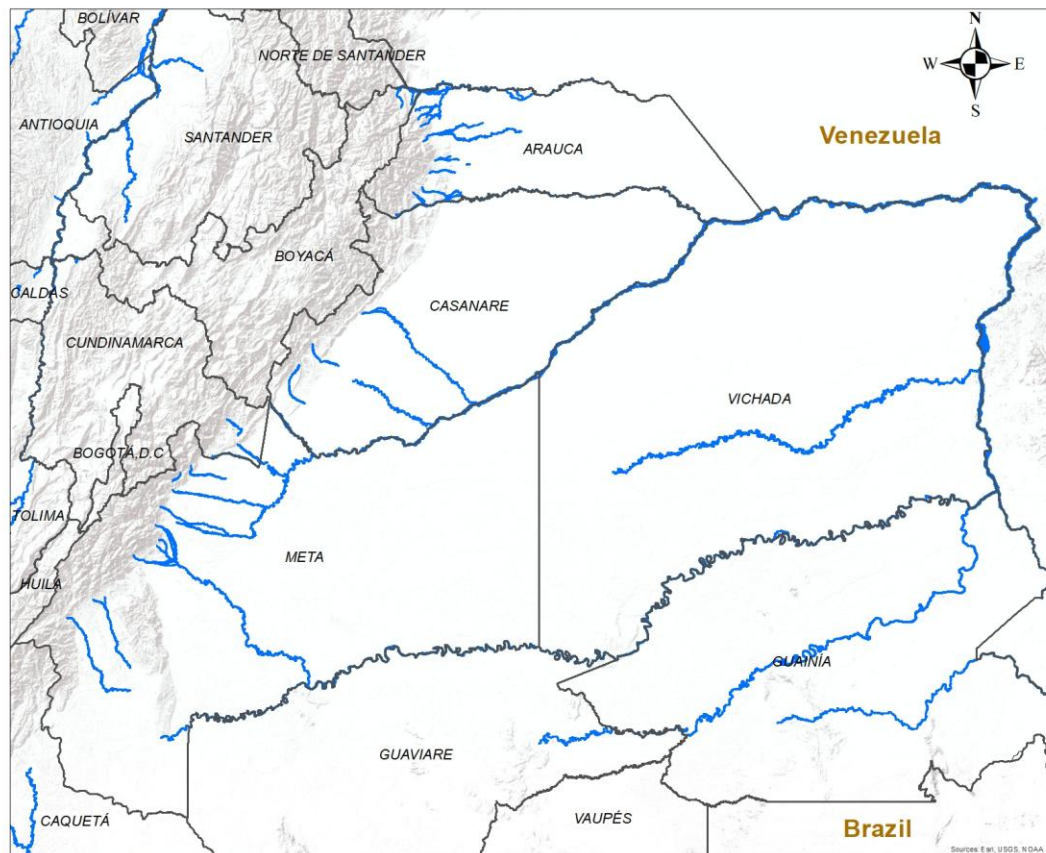 BOLÍVAR
N
NORTE DE SANTANDER
W
E
S
ANTIOQUIA
SANTANDER
ARAUCA
Venezuela
BOYACÁ
CALDAS
CASANARE
CUNDINAMARCA
VICHADA
BOGOTÁ,D.C
TOLIMA
META
HUILA
GUAINÍA
GUAVIARE
CAQUETÁ
VAUPÉS
Brazil
Sources: Esri, USGS, NOAA